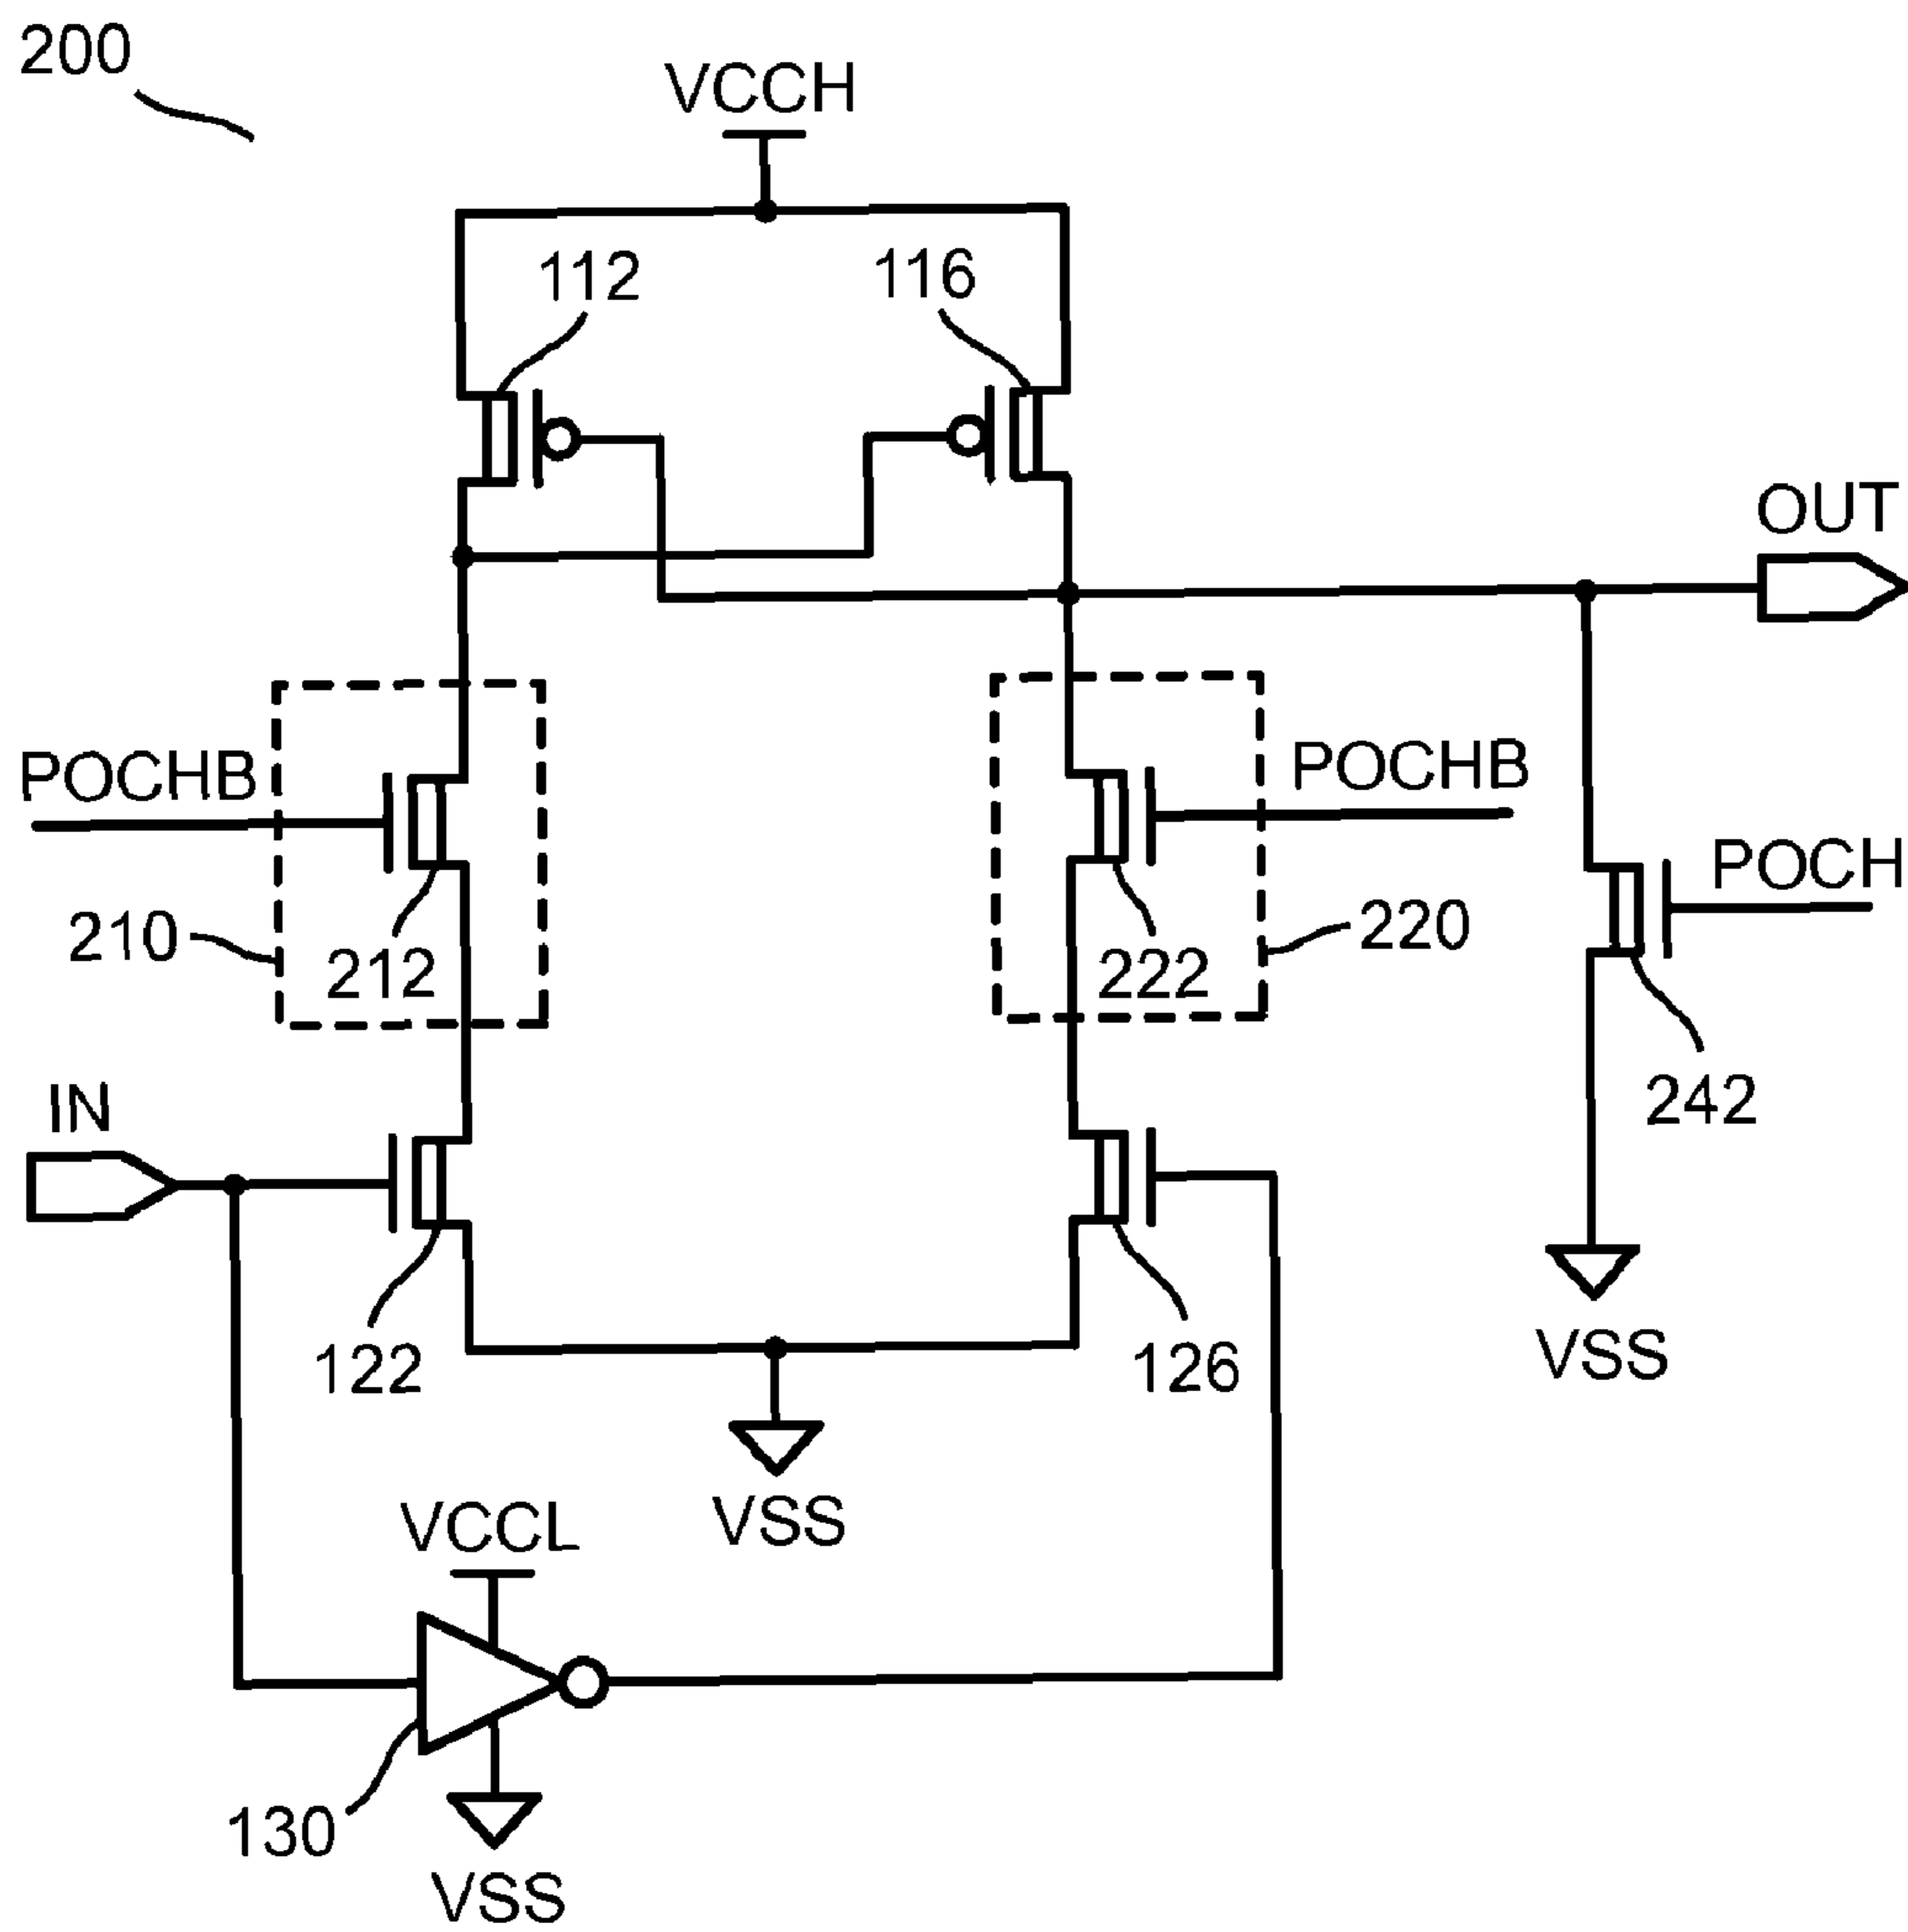 200
VCCH
112
116
OUT
POCHB
POCHB
POCH
210
212
222
220
242
IN
122
126
VSS
VSS
VCCL
130
VSS